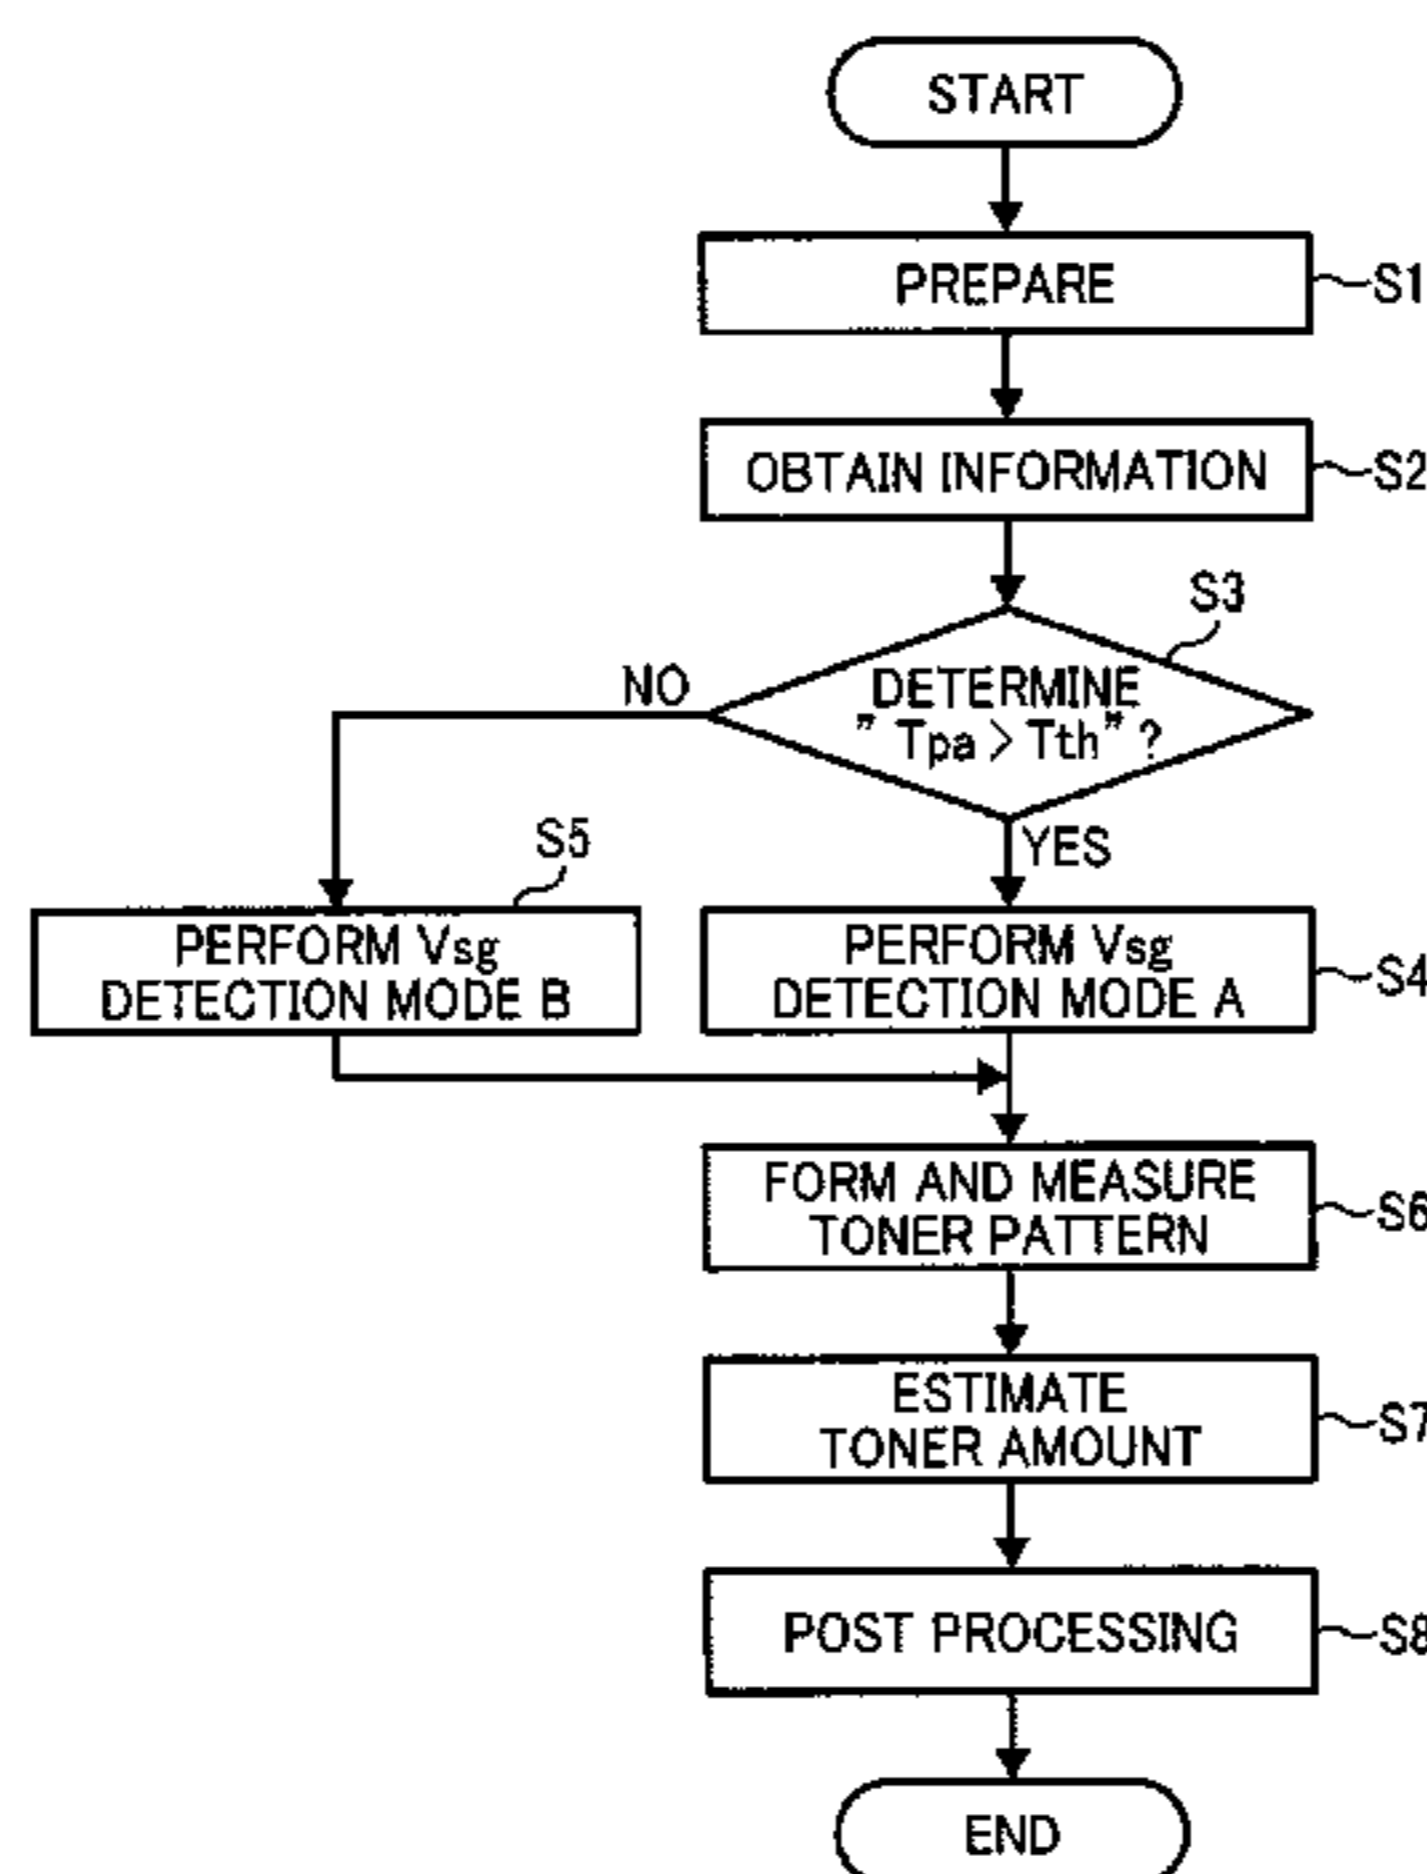 START
PREPARE
S1
OBTAIN INFORMATION
S2
S3
DETERMINE
" Tpa > Tth" ?
NO
YES
S5
PERFORM Vsg
DETECTION MODE B
PERFORM Vsg
DETECTION MODE A
S4
FORM AND MEASURE
TONER PATTERN
S6
ESTIMATE
TONER AMOUNT
S7
POST PROCESSING
S8
END